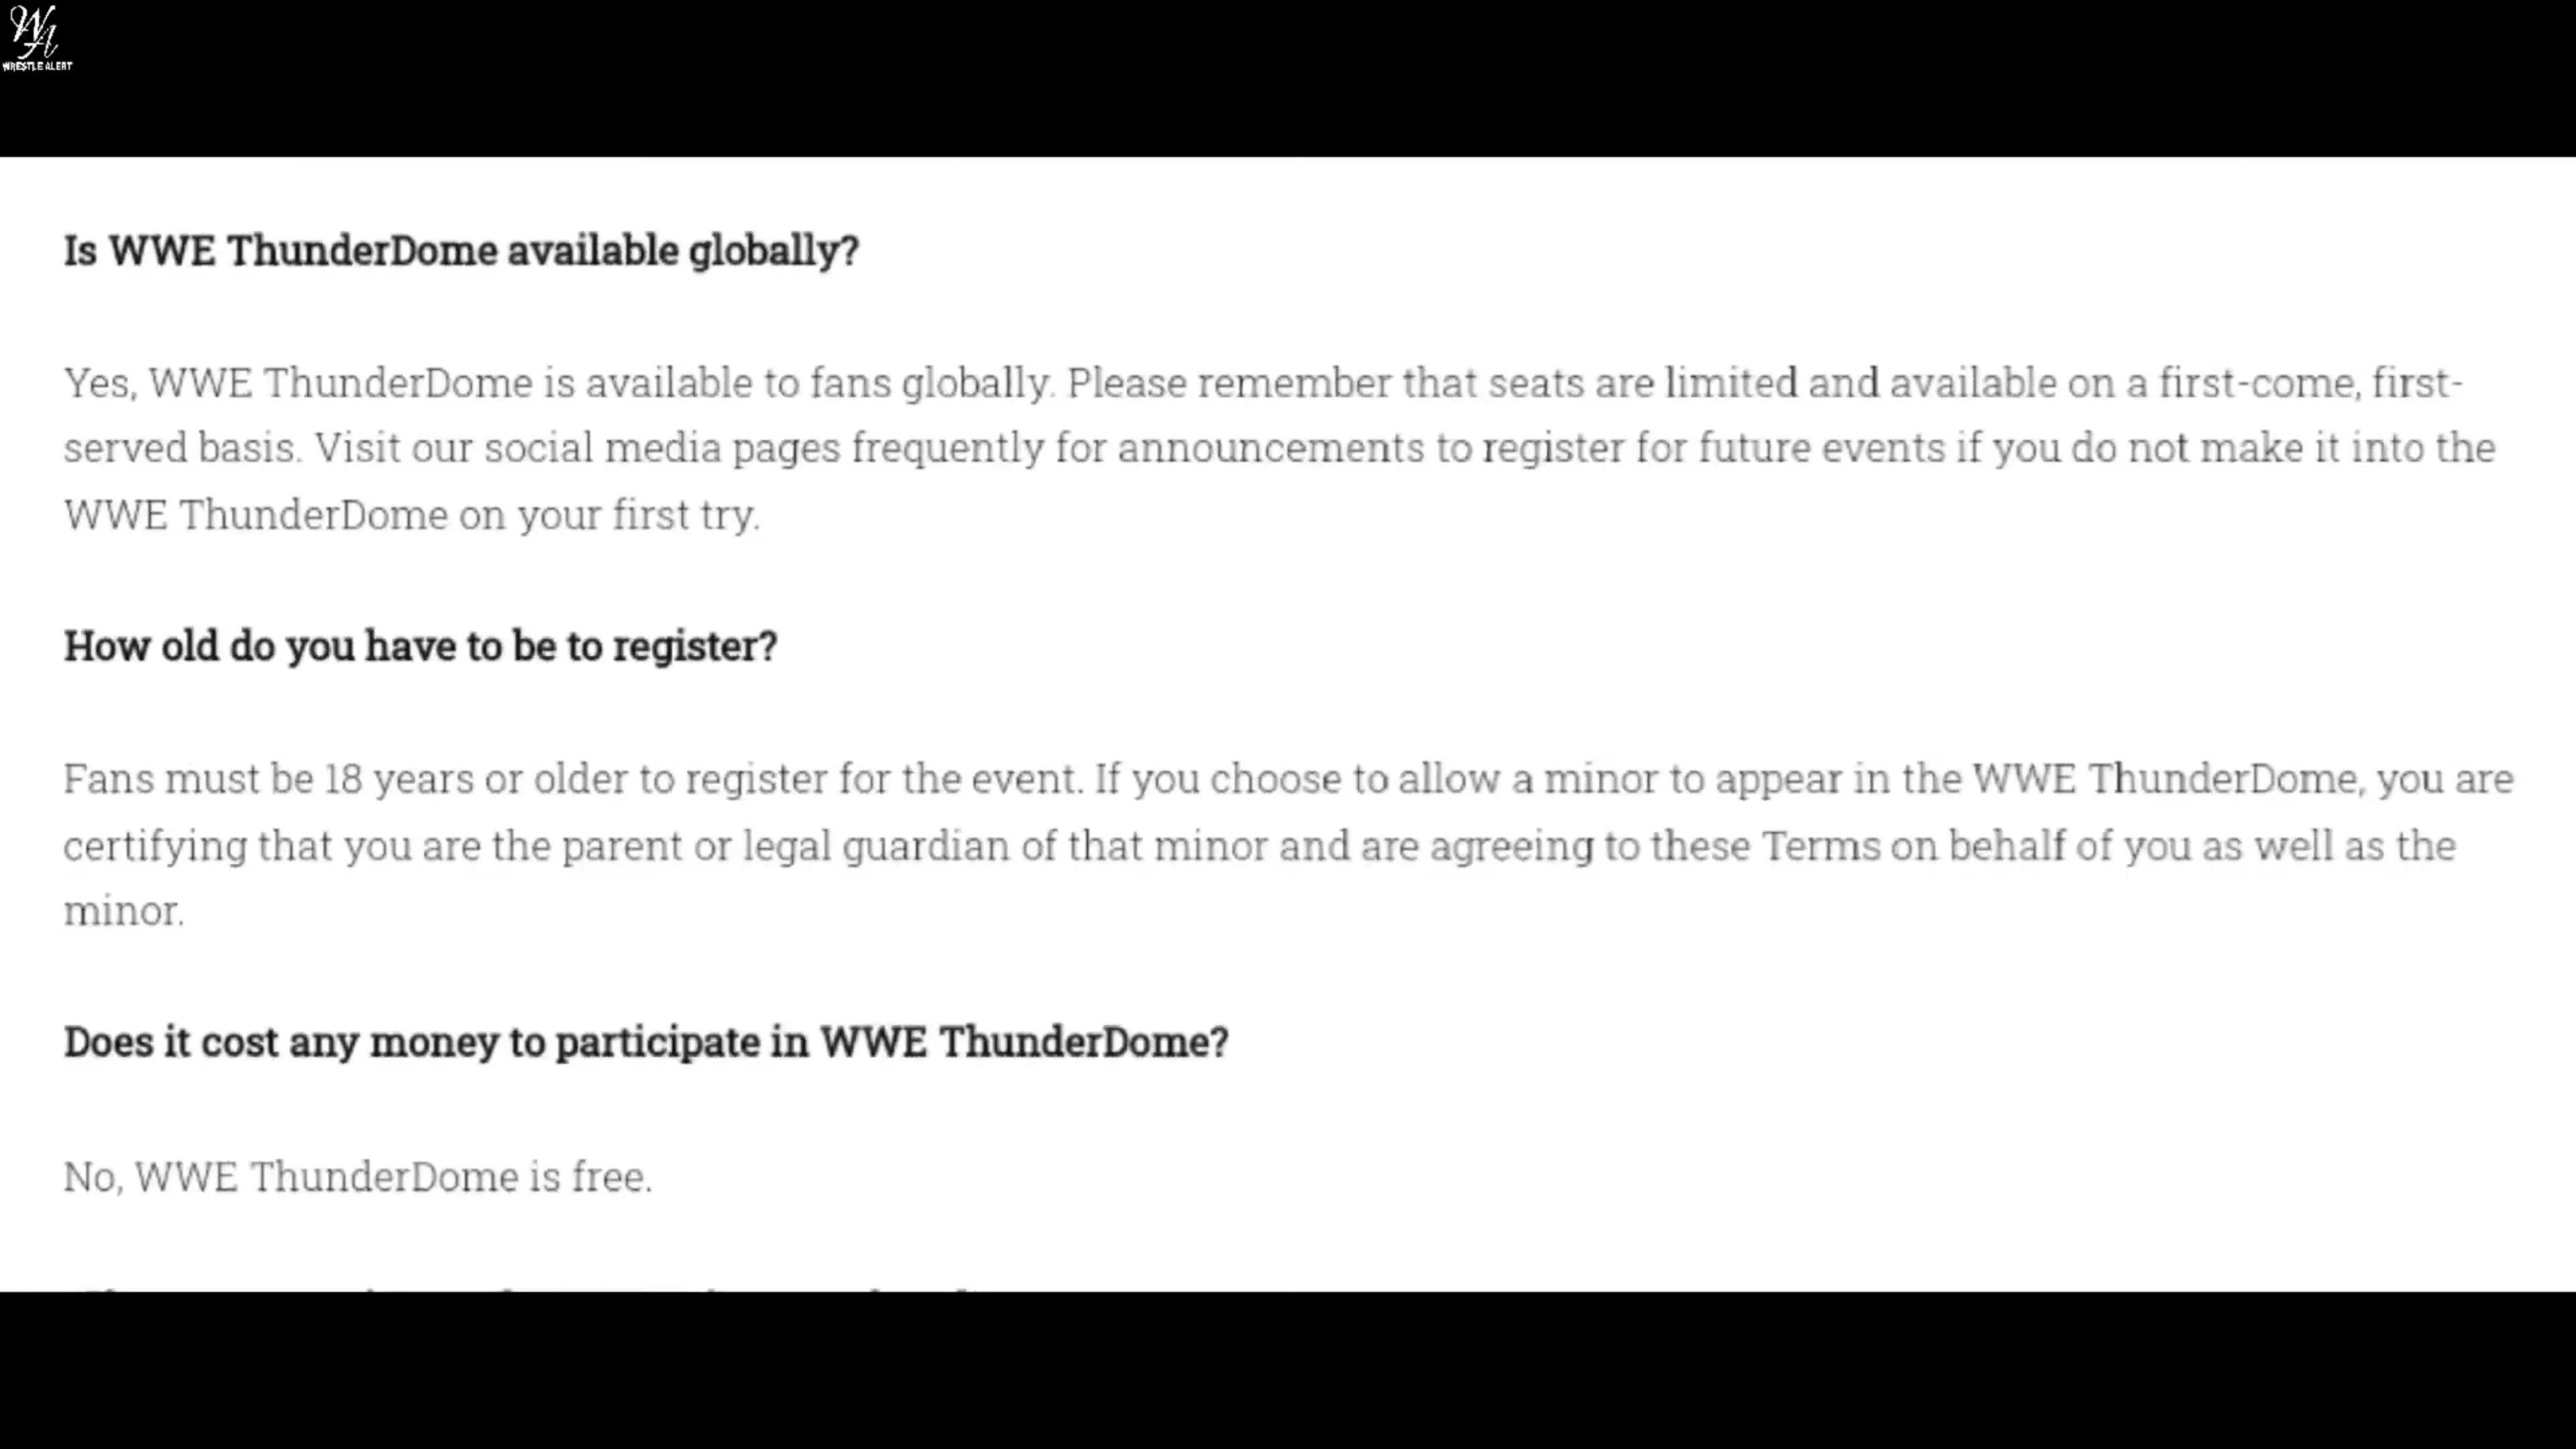 WA
WRESTLE ALERT
Is WWE ThunderDome available globally?
Yes, WWE ThunderDome is available to fans globally. Please remember that seats are limited and available on a first-come, first-
served basis. Visit our social media pages frequently for announcements to register for future events if you do not make it into the
WWE ThunderDome on your first try.
How old do you have to be to register?
Fans must be 18 years or older to register for the event. If you choose to allow a minor to appear in the WWE ThunderDome, you are
certifying that you are the parent or legal guardian of that minor and are agreeing to these Terms on behalf of you as well as the
minor.
Does it cost any money to participate in WWE ThunderDome?
No, WWE ThunderDome is free.